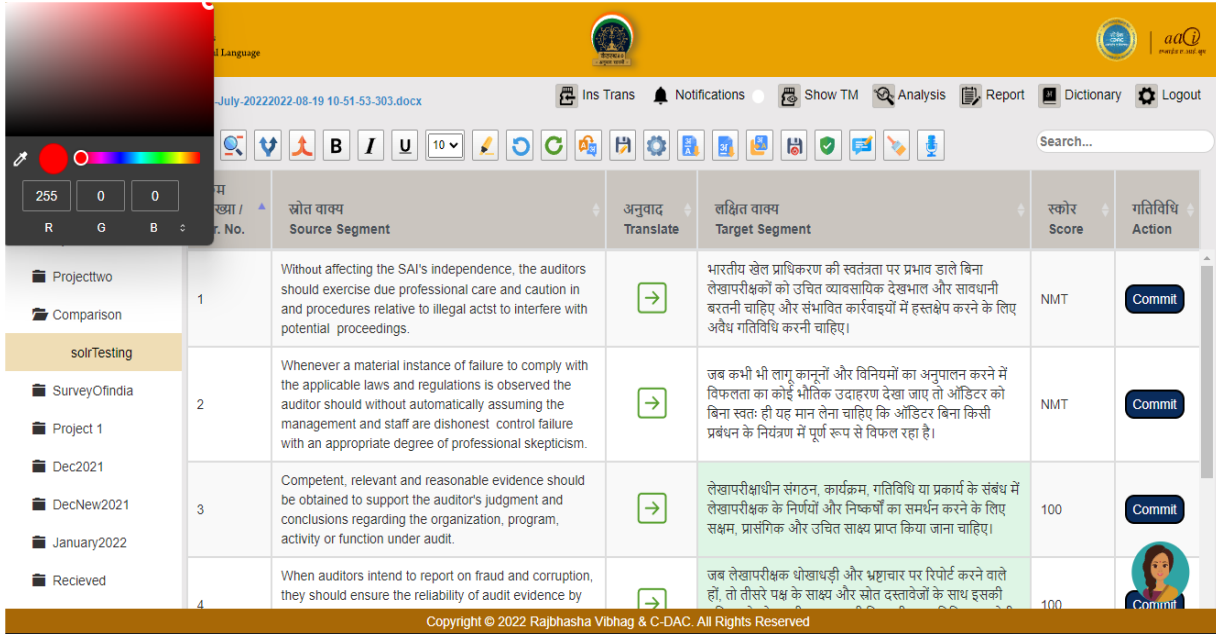 al Language
aaCi
-July-20222022-08-19 10-51-53-303.docx
Ins Trans
Notifications
Show TM
Analysis
Report
Dictionary
Logout
B I U 10
Search...
255 0 0
R G B
ख्या /
r. No.
स्रोत वाक्य
Source Segment
अनुवाद
Translate
लक्षित वाक्य
Target Segment
स्कोर
Score
गतिविधि
Action
Projecttwo
Comparison
solrTesting
SurveyOfindia
Project 1
Dec2021
DecNew2021
January2022
Recieved
1
Without affecting the SAI's independence, the auditors
should exercise due professional care and caution in
and procedures relative to illegal actst to interfere with
potential proceedings.
भारतीय खेल प्राधिकरण की स्वतंत्रता पर प्रभाव डाले बिना
लेखापरीक्षकों को उचित व्यावसायिक देखभाल और सावधानी
बरतनी चाहिए और संभावित कार्रवाइयों में हस्तक्षेप करने के लिए
अवैध गतिविधि करनी चाहिए।
NMT
Commit
2
Whenever a material instance of failure to comply with
the applicable laws and regulations is observed the
auditor should without automatically assuming the
management and staff are dishonest control failure
with an appropriate degree of professional skepticism.
जब कभी भी लागू कानूनों और विनियमों का अनुपालन करने में
विफलता का कोई भौतिक उदाहरण देखा जाए तो ऑडिटर को
बिना स्वतः ही यह मान लेना चाहिए कि ऑडिटर बिना किसी
प्रबंधन के नियंत्रण में पूर्ण रूप से विफल रहा है।
NMT
Commit
3
Competent, relevant and reasonable evidence should
be obtained to support the auditor's judgment and
conclusions regarding the organization, program,
activity or function under audit.
लेखापरीक्षाधीन संगठन, कार्यक्रम, गतिविधि या प्रकार्य के संबंध में
लेखापरीक्षक के निर्णयों और निष्कर्षों का समर्थन करने के लिए
सक्षम, प्रासंगिक और उचित साक्ष्य प्राप्त किया जाना चाहिए।
100
Commit
4
When auditors intend to report on fraud and corruption,
they should ensure the reliability of audit evidence by
जब लेखापरीक्षक धोखाधड़ी और भ्रष्टाचार पर रिपोर्ट करने वाले
हों, तो तीसरे पक्ष के साक्ष्य और स्रोत दस्तावेजों के साथ इसकी
100
Commit
Copyright © 2022 Rajbhasha Vibhag & C-DAC. All Rights Reserved